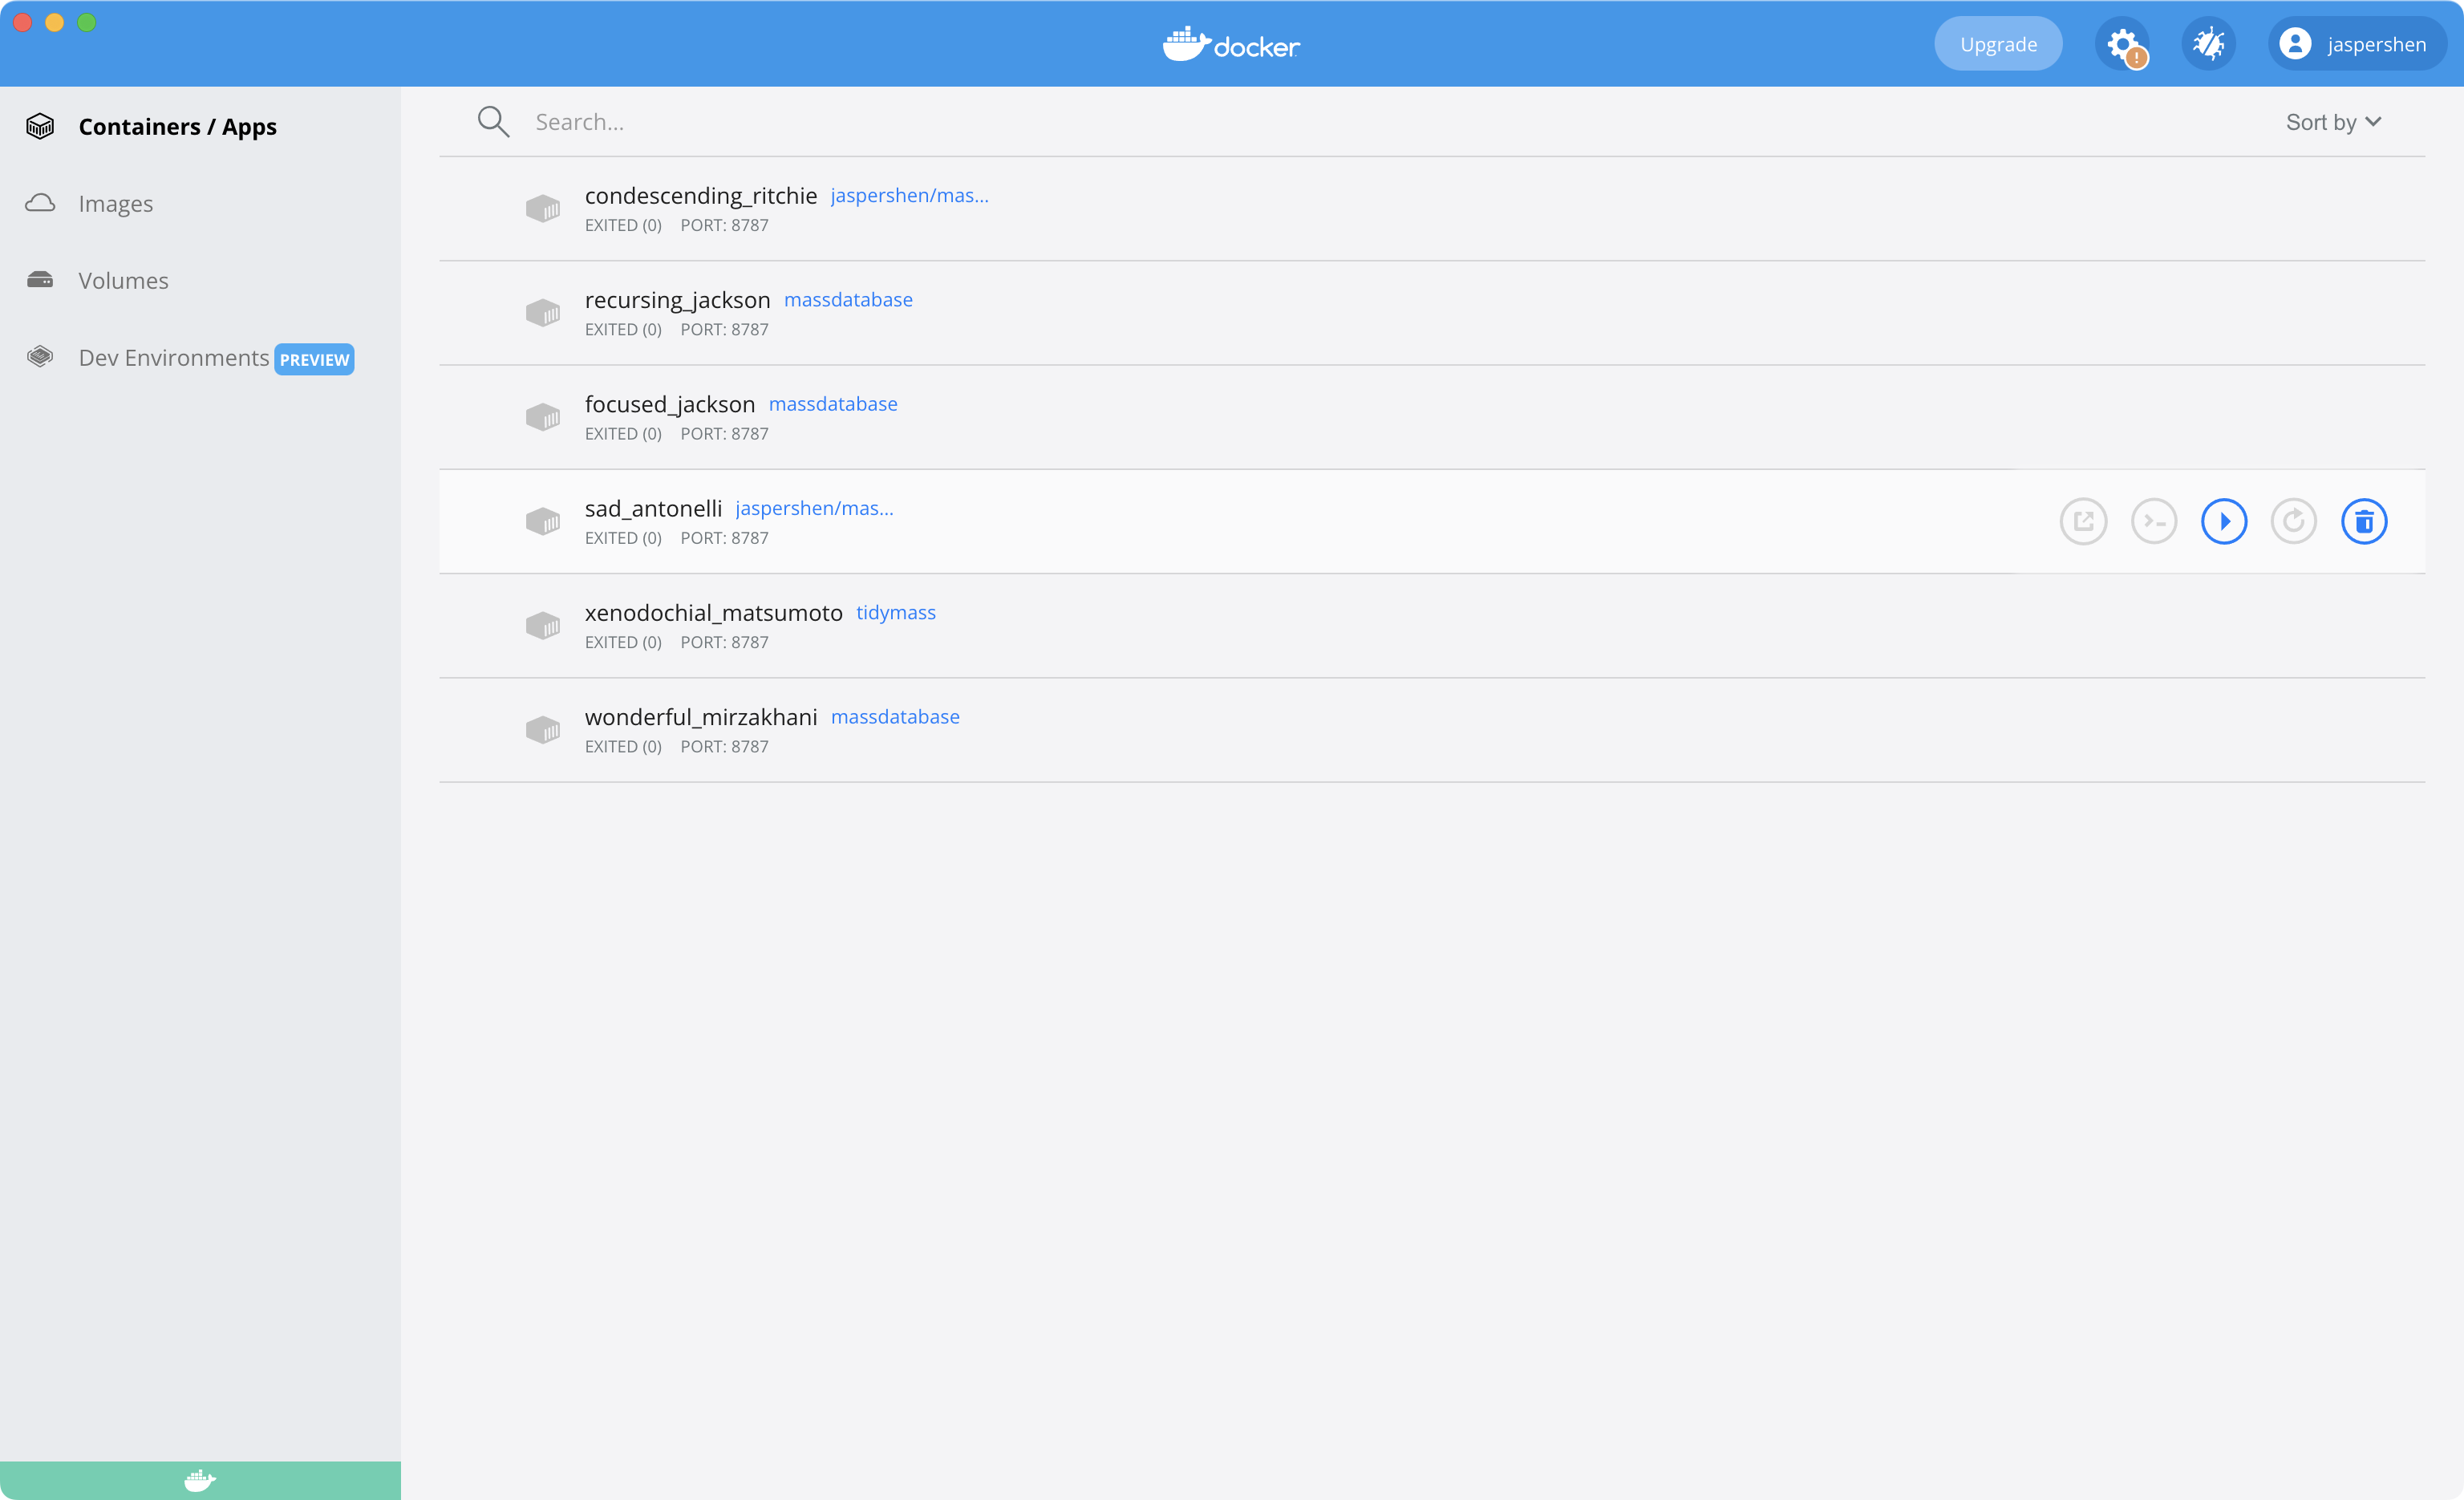 docker
Upgrade
jaspershen
Containers / Apps
Images
Volumes
Dev Environments PREVIEW
Search...
Sort by
condescending_ritchie jaspershen/mas...
EXITED (0) PORT: 8787
recursing_jackson massdatabase
EXITED (0) PORT: 8787
focused_jackson massdatabase
EXITED (0) PORT: 8787
sad_antonelli jaspershen/mas...
EXITED (0) PORT: 8787
xenodochial_matsumoto tidymass
EXITED (0) PORT: 8787
wonderful_mirzakhani massdatabase
EXITED (0) PORT: 8787